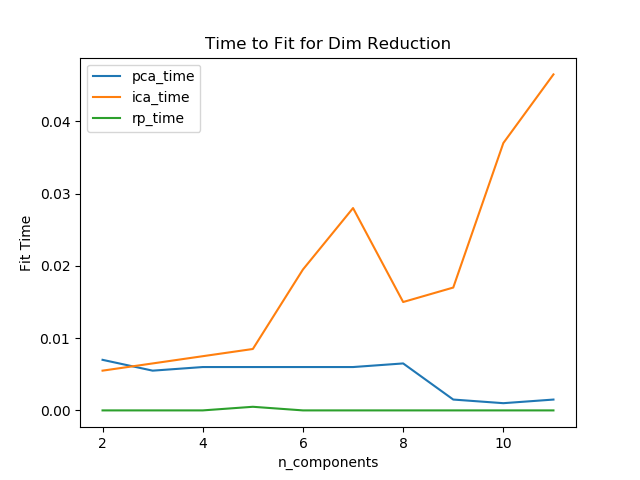 Time to Fit for Dim Reduction
pca_time
ica_time
rp_time
Fit Time
0.04
0.03
0.02
0.01
0.00
2 4 6 8 10
n_components